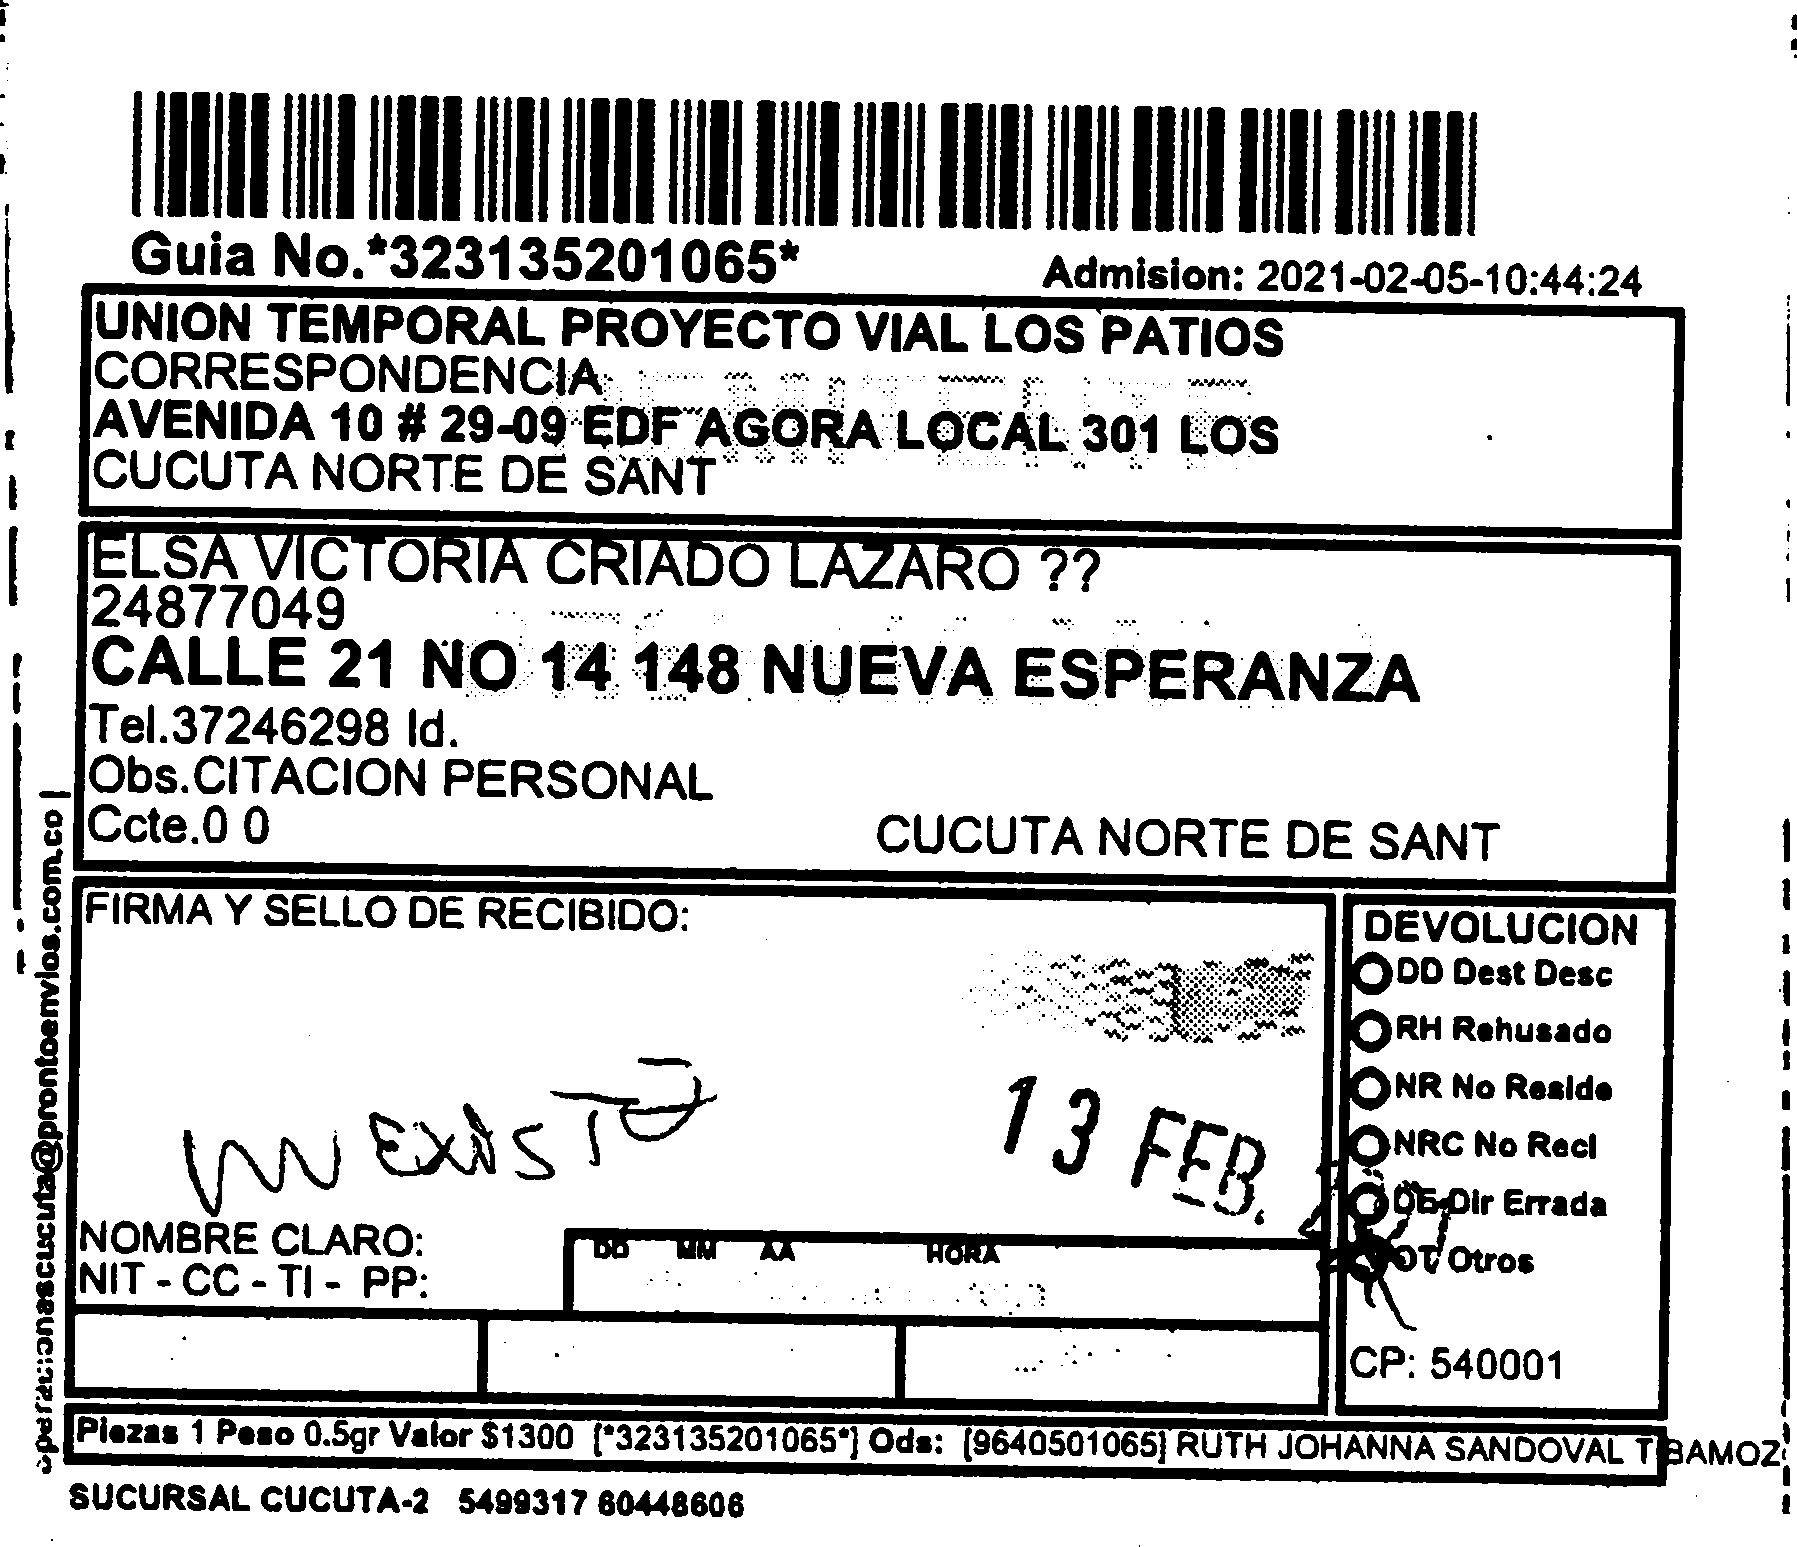 Guia No.*323135201065*
Admision: 2021-02-05-10:44:24
UNION TEMPORAL PROYECTO VIAL LOS PATIOS
CORRESPONDENCIA
AVENIDA 10 # 29-09 EDF AGORA LOCAL 301 LOS
CUCUTA NORTE DE SANT
ELSA VICTORIA CRIADO LAZARO ??
24877049
CALLE 21 NO 14 148 NUEVA ESPERANZA
Tel.37246298 Id.
Obs.CITACION PERSONAL
Ccte.0 0
CUCUTA NORTE DE SANT
FIRMA Y SELLO DE RECIBIDO:
INEXISTE
13 FEB.
NOMBRE CLARO:
NIT - CC - TI - PP:
DD MM AA HORA
DEVOLUCION
DD Dest Desc
RH Rehusado
NR No Reside
NRC No Recl
DE Dir Errada
OT Otros
CP: 540001
Piezas 1 Peso 0.5gr Valor $1300 [*323135201065*] Ods: [9640501065] RUTH JOHANNA SANDOVAL TIBAMOZ
SUCURSAL CUCUTA-2 5499317 60448606
operacionescucuta@prontoenvios.com.co |